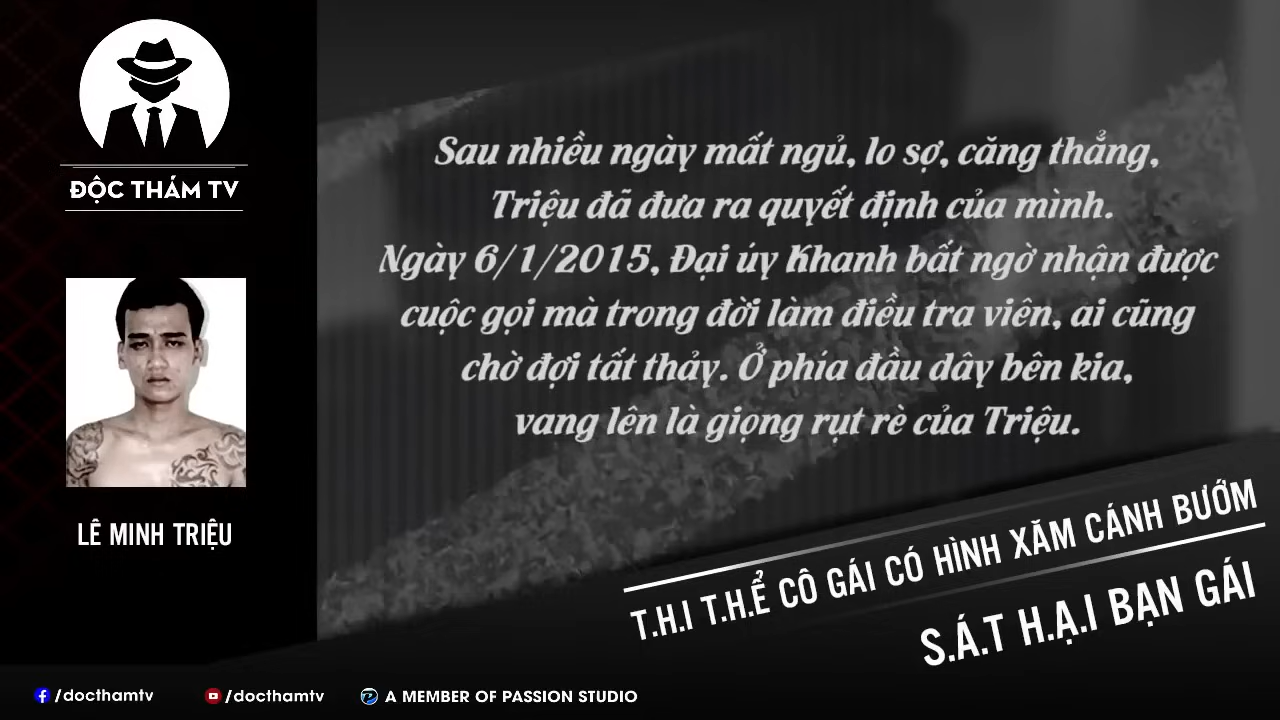 ĐỘC THÁM TV
LÊ MINH TRIỆU
Sau nhiều ngày mất ngủ, lo sợ, căng thẳng,
Triệu đã đưa ra quyết định của mình.
Ngày 6/1/2015, Đại úy Khanh bất ngờ nhận được
cuộc gọi mà trong đời làm điều tra viên, ai cũng
chờ đợi tất thảy. Ở phía đầu dây bên kia,
vang lên là giọng rụt rè của Triệu.
T.H.I T.H.Ể CÔ GÁI CÓ HÌNH XĂM CÁNH BƯỚM
S.Á.T H.Ạ.I BẠN GÁI
/docthamtv
/docthamtv
A MEMBER OF PASSION STUDIO